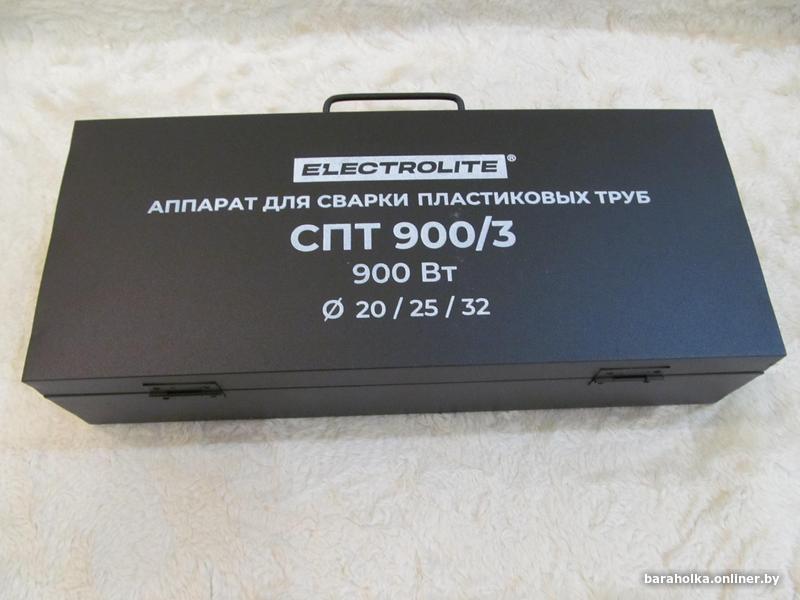 ELECTROLITE®
АППАРАТ ДЛЯ СВАРКИ ПЛАСТИКОВЫХ ТРУБ
СПТ 900/3
900 Вт
Ø 20 / 25 / 32
baraholka.onliner.by